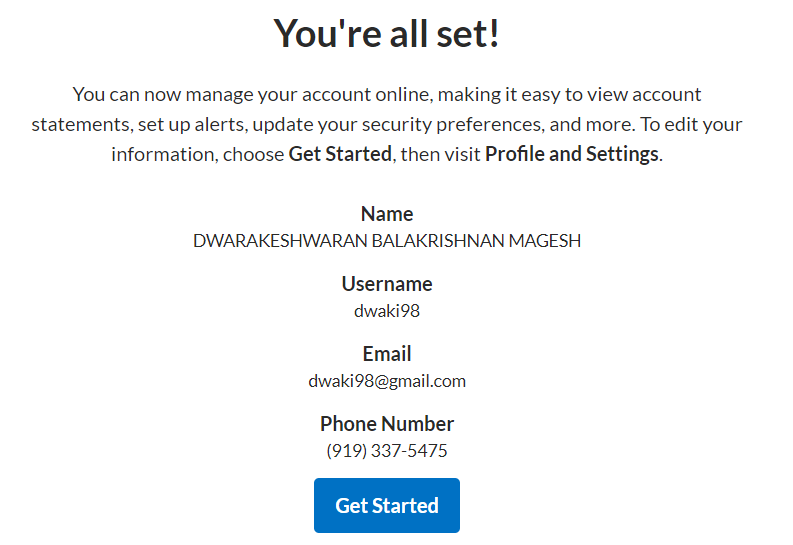 You're all set!
You can now manage your account online, making it easy to view account
statements, set up alerts, update your security preferences, and more. To edit your
information, choose Get Started, then visit Profile and Settings.
Name
DWARAKESHWARAN BALAKRISHNAN MAGESH
Username
dwaki98
Email
dwaki98@gmail.com
Phone Number
(919) 337-5475
Get Started